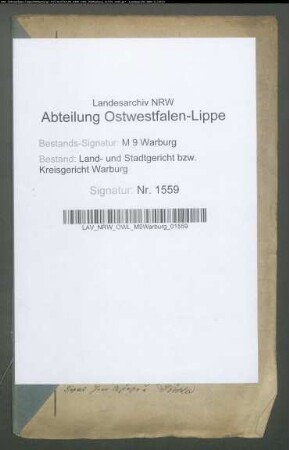 Landesarchiv NRW
Abteilung Ostwestfalen-Lippe
Bestands-Signatur: M 9 Warburg
Bestand: Land- und Stadtgericht bzw.
Kreisgericht Warburg
Signatur: Nr. 1559
LAV_NRW_OWL_M9Warburg_01559